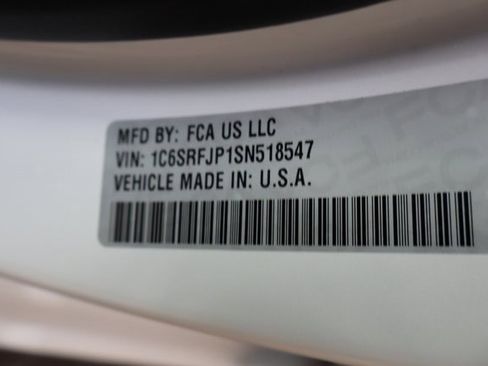 MFD BY: FCA US LLC
VIN: 1C6SRFJP1SN518547
VEHICLE MADE IN: U.S.A.